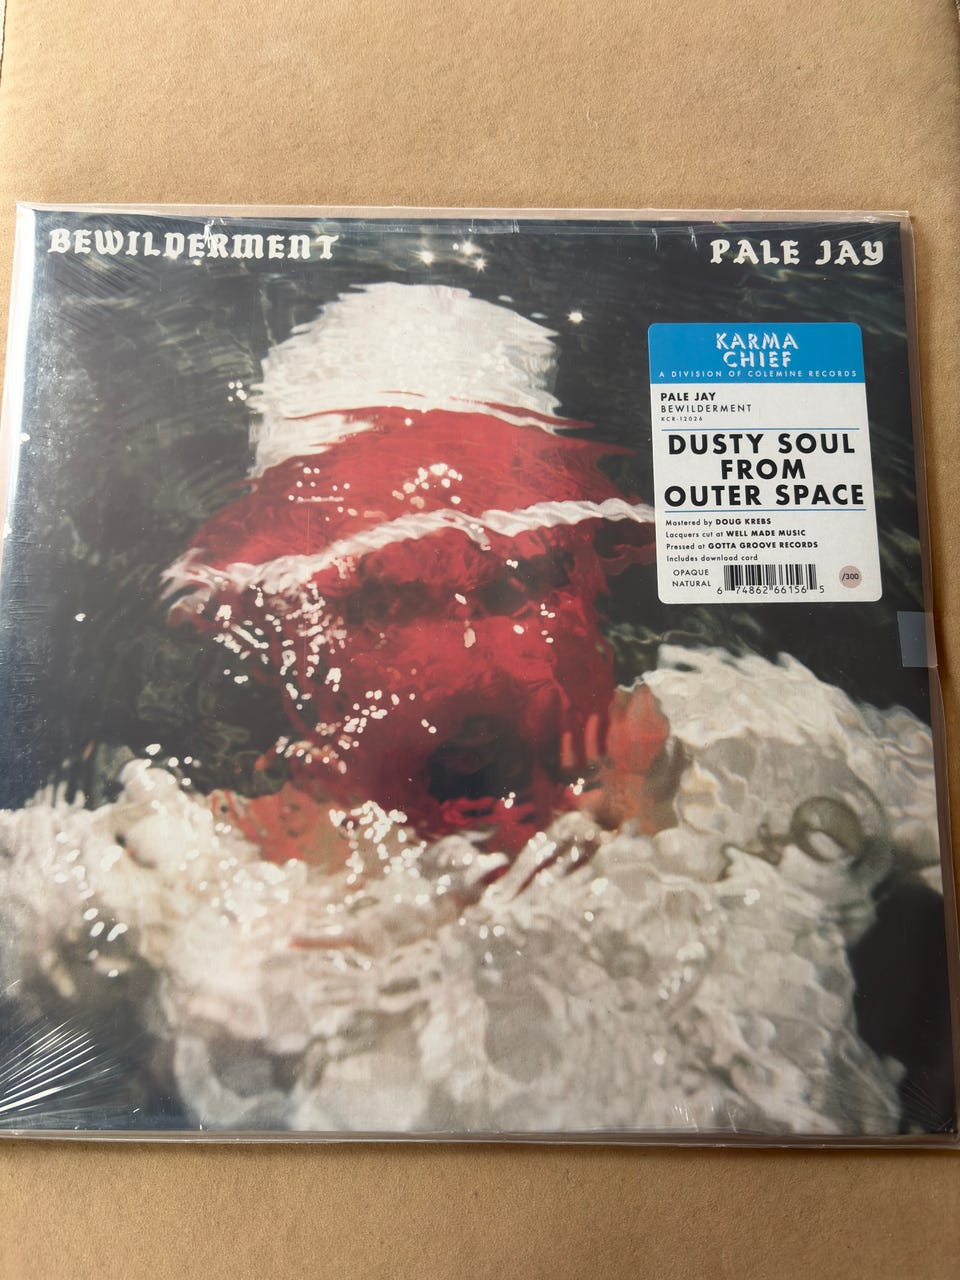 BEWILDERMENT
PALE JAY
KARMA
CHIEF
A DIVISION OF COLEMINE RECORDS
PALE JAY
BEWILDERMENT
KCR-12026
DUSTY SOUL
FROM
OUTER SPACE
Mastered by DOUG KREBS
Lacquers cut at WELL MADE MUSIC
Pressed at GOTTA GROOVE RECORDS
Includes download card
OPAQUE
NATURAL
6 74862 66156 5
/300